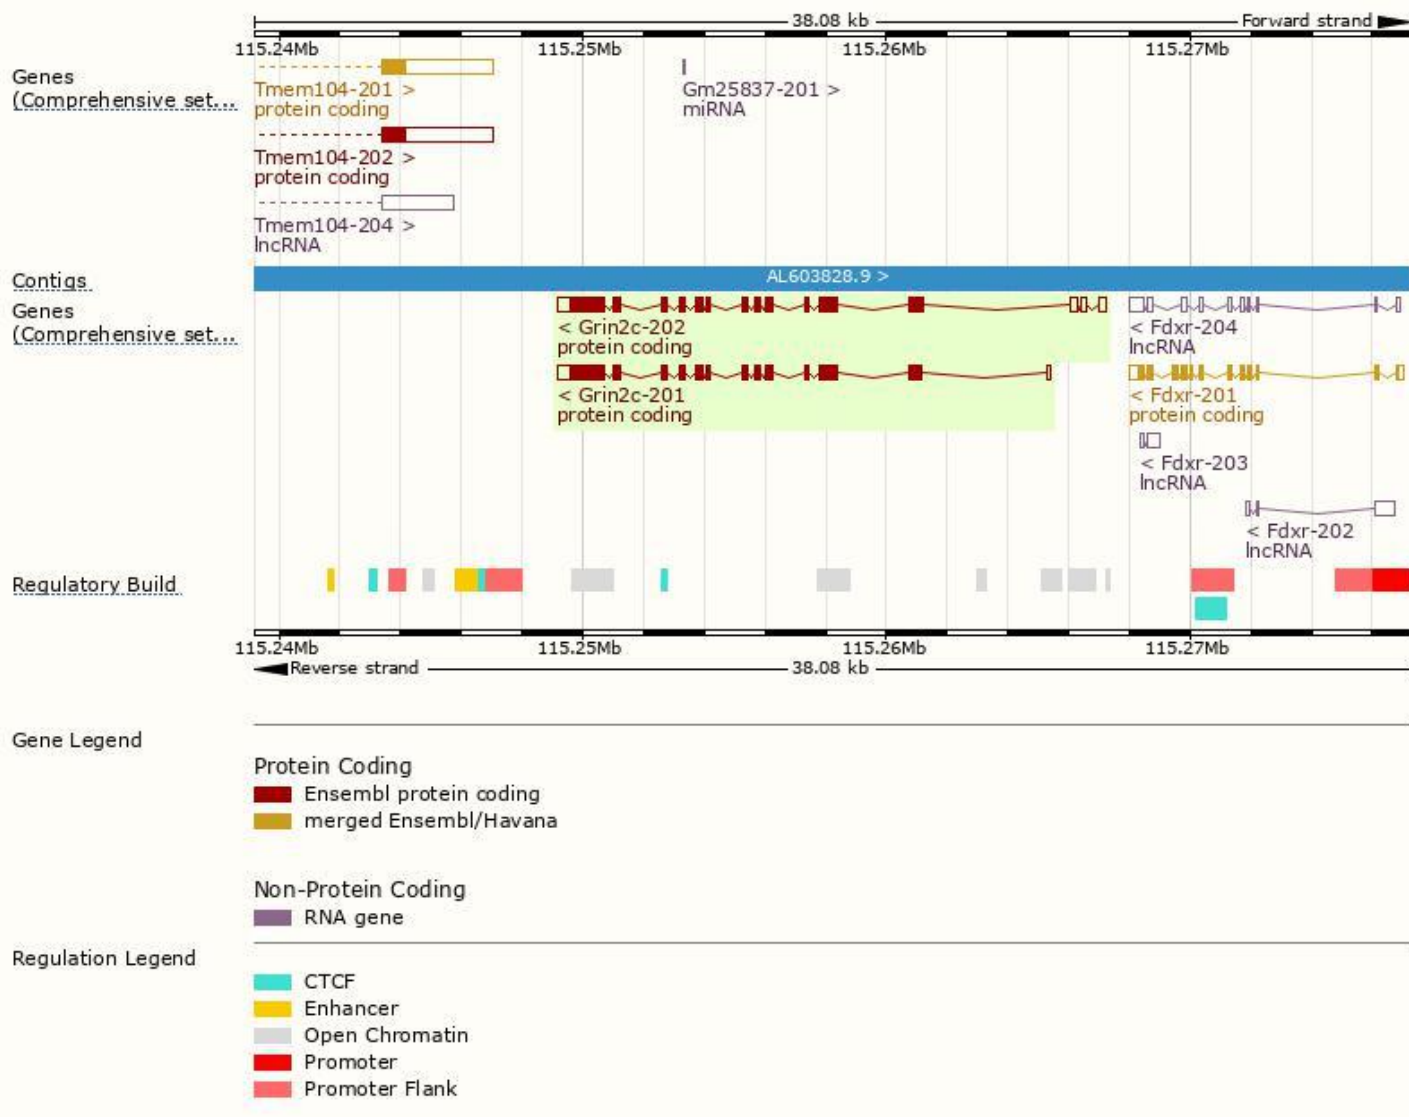 38.08 kb
Forward strand
115.24Mb 115.25Mb 115.26Mb 115.27Mb
Genes
(Comprehensive set...
Tmem104-201 >
protein coding
Gm25837-201 >
miRNA
Tmem104-202 >
protein coding
Tmem104-204 >
lncRNA
Contigs
AL603828.9 >
Genes
(Comprehensive set...
< Grin2c-202
protein coding
< Fdxr-204
lncRNA
< Grin2c-201
protein coding
< Fdxr-201
protein coding
< Fdxr-203
lncRNA
< Fdxr-202
lncRNA
Regulatory Build
115.24Mb 115.25Mb 115.26Mb 115.27Mb
Reverse strand
38.08 kb
Gene Legend
Protein Coding
Ensembl protein coding
merged Ensembl/Havana
Non-Protein Coding
RNA gene
Regulation Legend
CTCF
Enhancer
Open Chromatin
Promoter
Promoter Flank